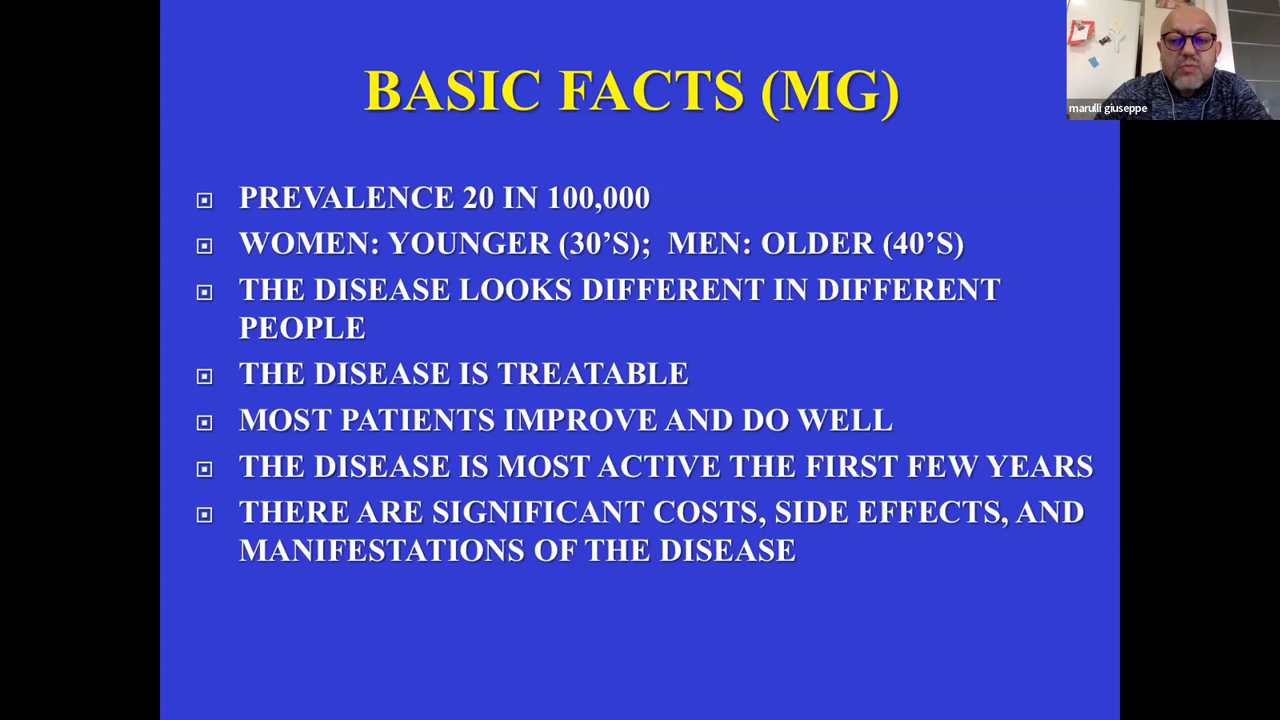 BASIC FACTS (MG)
marulli giuseppe
PREVALENCE 20 IN 100,000
WOMEN: YOUNGER (30’S);  MEN: OLDER (40’S)
THE DISEASE LOOKS DIFFERENT IN DIFFERENT
PEOPLE
THE DISEASE IS TREATABLE
MOST PATIENTS IMPROVE AND DO WELL
THE DISEASE IS MOST ACTIVE THE FIRST FEW YEARS
THERE ARE SIGNIFICANT COSTS, SIDE EFFECTS, AND
MANIFESTATIONS OF THE DISEASE